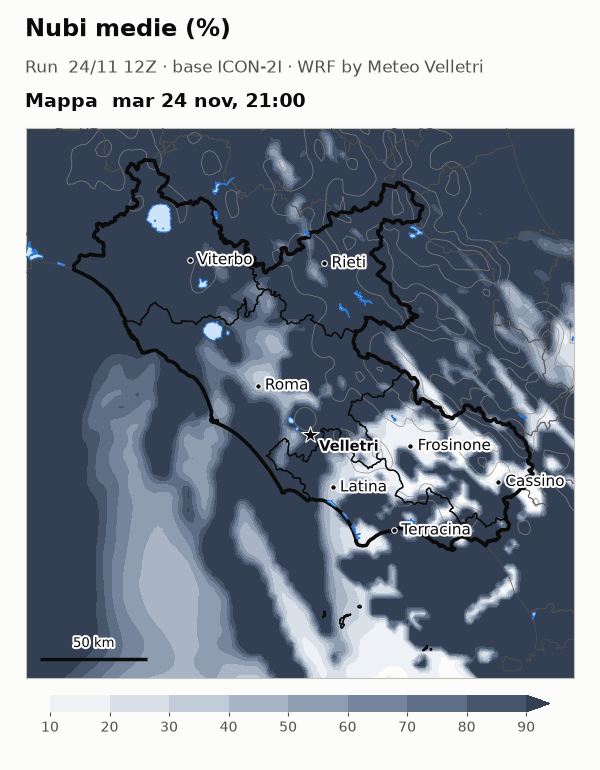 Nubi medie (%)
Run  24/11 12Z · base ICON-2I · WRF by Meteo Velletri
Mappa  mar 24 nov, 21:00
Viterbo
Rieti
Roma
Velletri
Frosinone
Latina
Cassino
Terracina
50 km
10 20 30 40 50 60 70 80 90